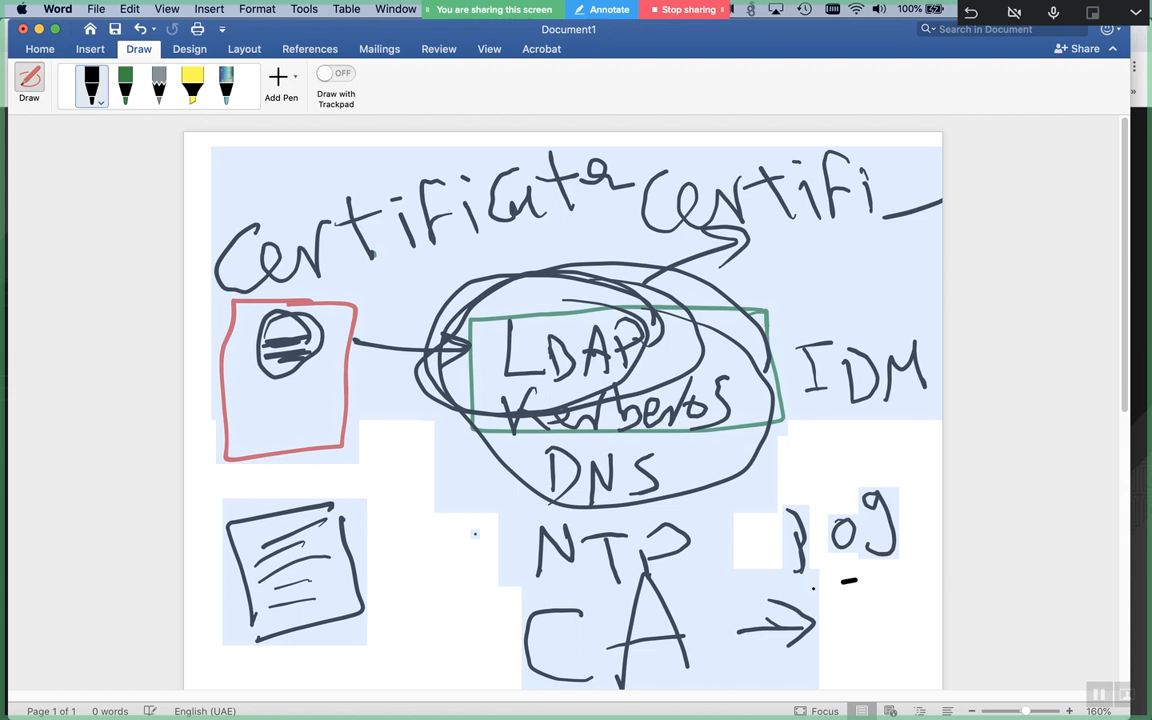 Word File Edit View Insert Format Tools Table Window You are sharing this screen Annotate Stop sharing 100%
Document1 Search in Document
Home Insert Draw Design Layout References Mailings Review View Acrobat Share
Draw Add Pen OFF Draw with Trackpad
Certificate Certifi
LDAP
Kerberos
IDM
DNS
NTP
CA
Page 1 of 1 0 words English (UAE) Focus 160%